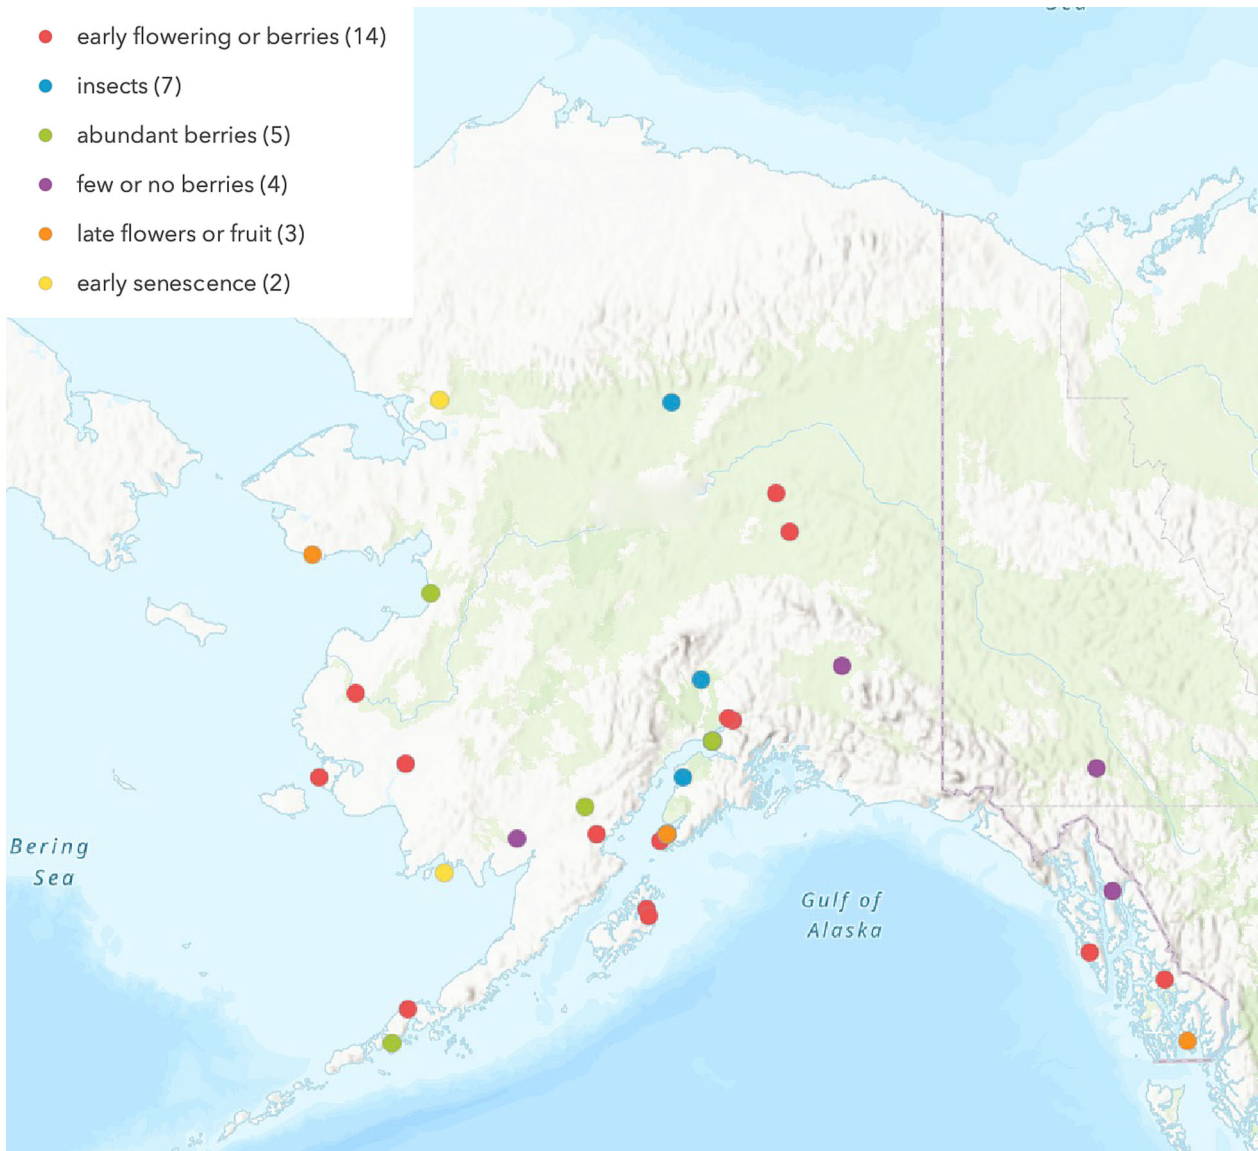 early flowering or berries (14)
insects (7)
abundant berries (5)
few or no berries (4)
late flowers or fruit (3)
early senescence (2)
Bering
Sea
Gulf of
Alaska